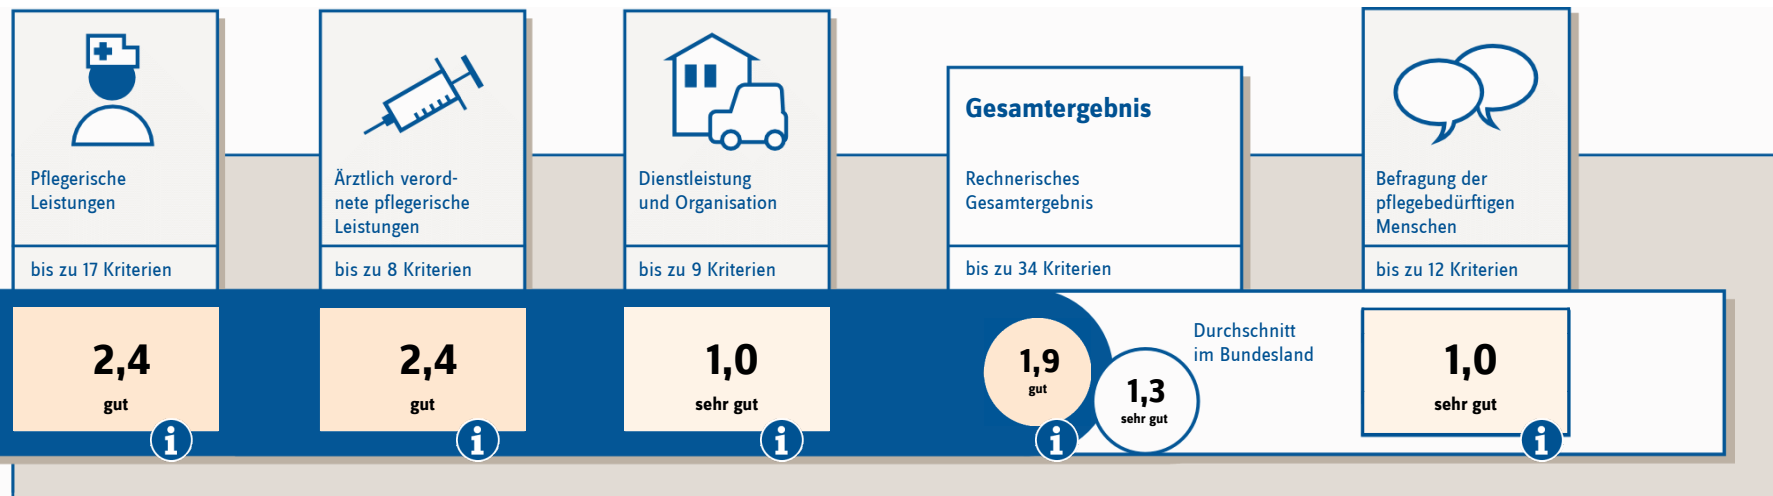 Pflegerische
Leistungen
bis zu 17 Kriterien
2,4
gut
i
Ärztlich verord-
nete pflegerische
Leistungen
bis zu 8 Kriterien
2,4
gut
i
Dienstleistung
und Organisation
bis zu 9 Kriterien
1,0
sehr gut
i
Gesamtergebnis
Rechnerisches
Gesamtergebnis
bis zu 34 Kriterien
1,9
gut
i
1,3
sehr gut
Durchschnitt
im Bundesland
Befragung der
pflegebedürftigen
Menschen
bis zu 12 Kriterien
1,0
sehr gut
i